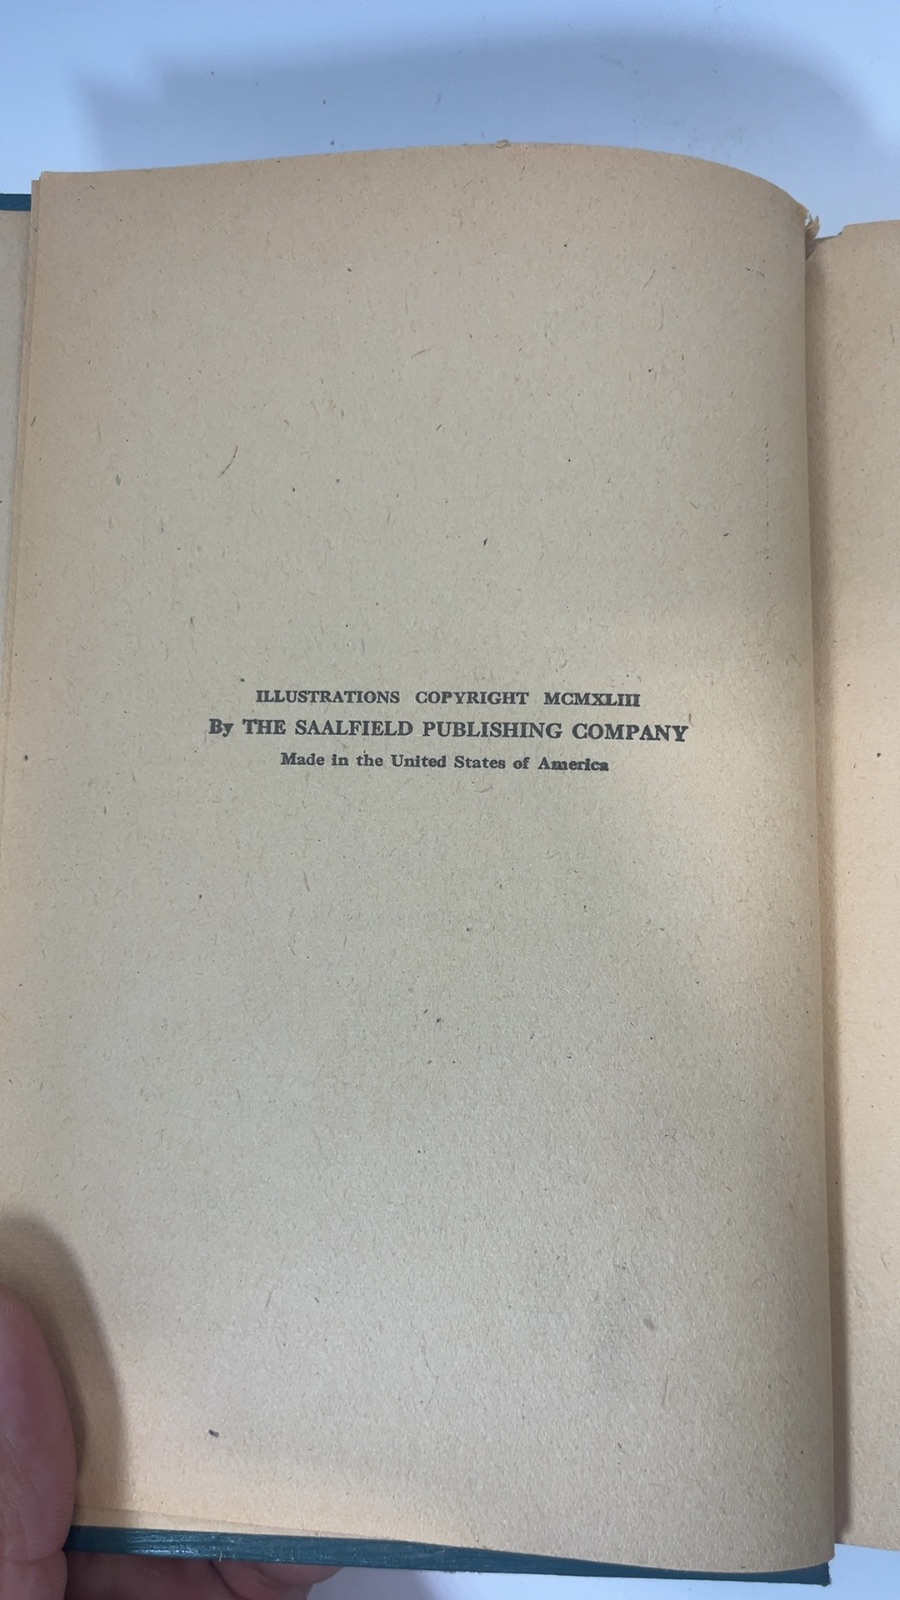 ILLUSTRATIONS COPYRIGHT MCMXLIII
By THE SAALFIELD PUBLISHING COMPANY
Made in the United States of America